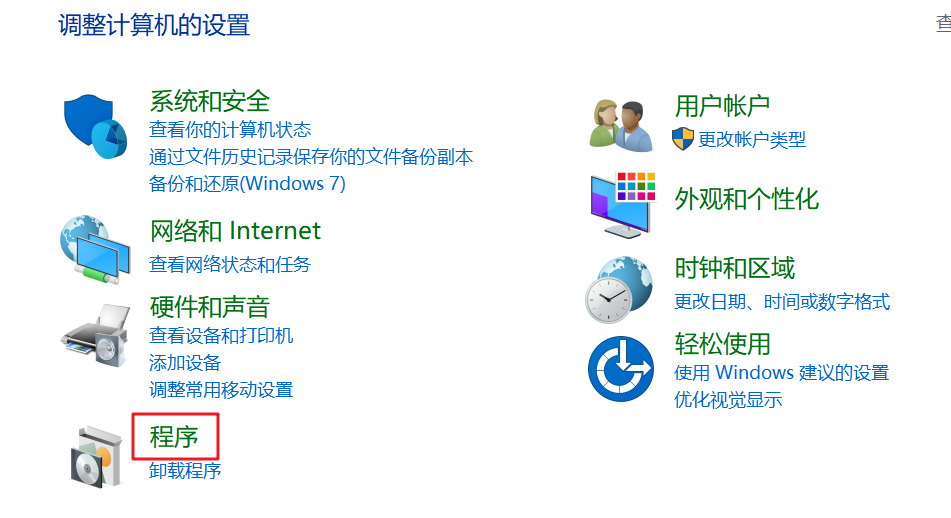 调整计算机的设置
查
系统和安全
查看你的计算机状态
通过文件历史记录保存你的文件备份副本
备份和还原(Windows 7)
网络和 Internet
查看网络状态和任务
硬件和声音
查看设备和打印机
添加设备
调整常用移动设置
程序
卸载程序
用户帐户
更改帐户类型
外观和个性化
时钟和区域
更改日期、时间或数字格式
轻松使用
使用 Windows 建议的设置
优化视觉显示